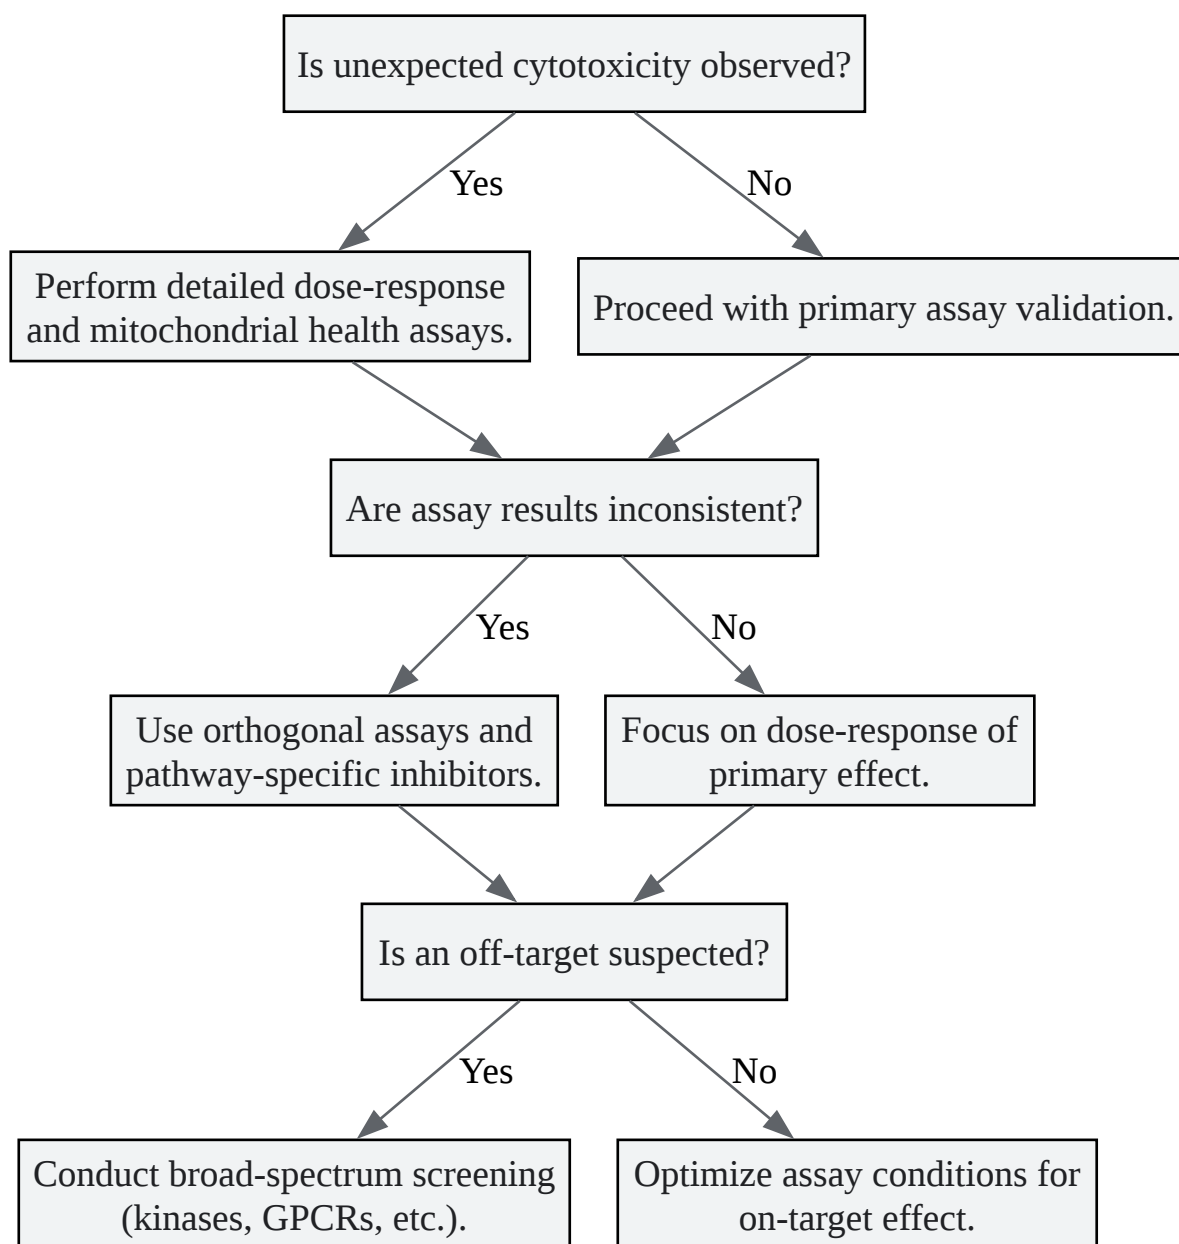 Is unexpected cytotoxicity observed?
Yes
No
Perform detailed dose-response
and mitochondrial health assays.
Proceed with primary assay validation.
Are assay results inconsistent?
Yes
No
Use orthogonal assays and
pathway-specific inhibitors.
Focus on dose-response of
primary effect.
Is an off-target suspected?
Yes
No
Conduct broad-spectrum screening
(kinases, GPCRs, etc.).
Optimize assay conditions for
on-target effect.